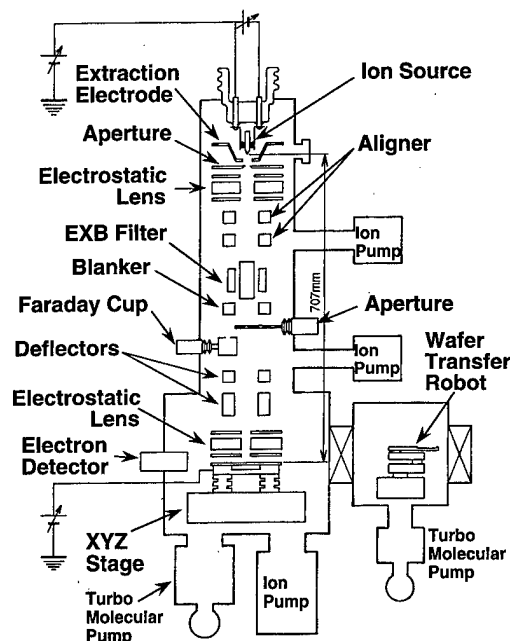 Extraction
Electrode
Ion Source
Aperture
Aligner
Electrostatic
Lens
EXB Filter
Ion
Pump
Blanker
707mm
Faraday Cup
Aperture
Deflectors
Ion
Pump
Wafer
Transfer
Robot
Electrostatic
Lens
Electron
Detector
XYZ
Stage
Turbo
Molecular
Pump
Ion
Pump
Turbo
Molecular
Pump